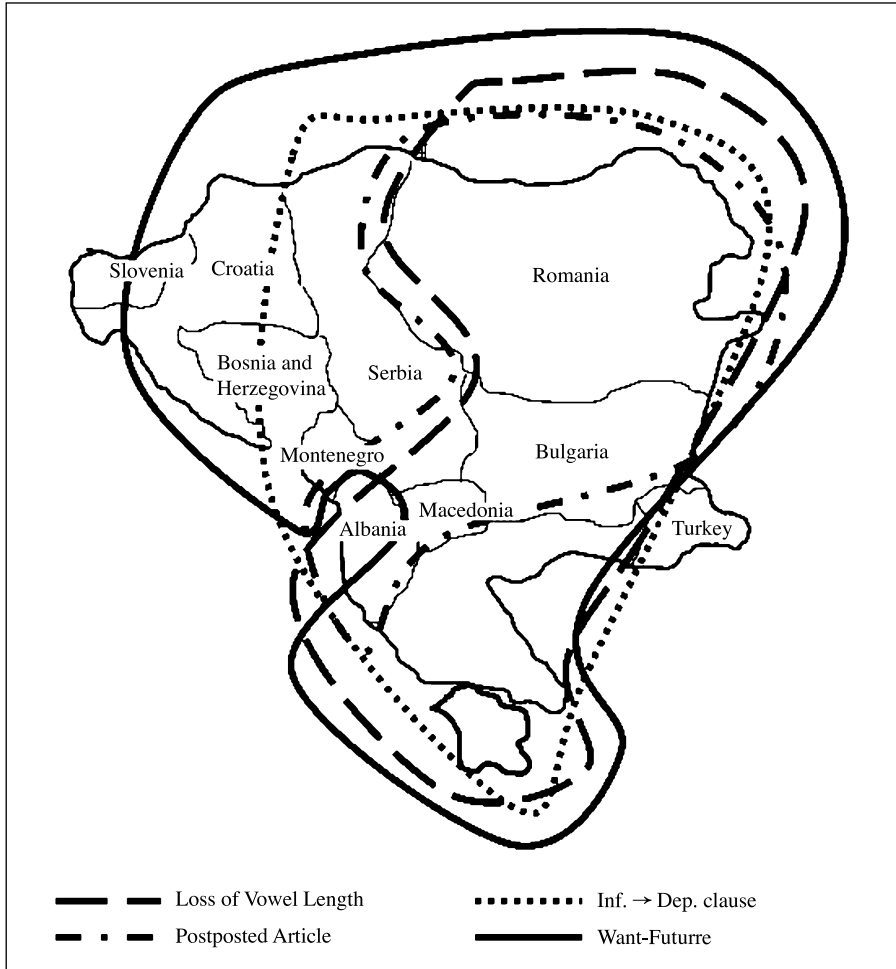 Slovenia
Croatia
Romania
Bosnia and
Herzegovina
Serbia
Montenegro
Bulgaria
Macedonia
Albania
Turkey
Loss of Vowel Length
Inf. → Dep. clause
Postposted Article
Want-Futurre